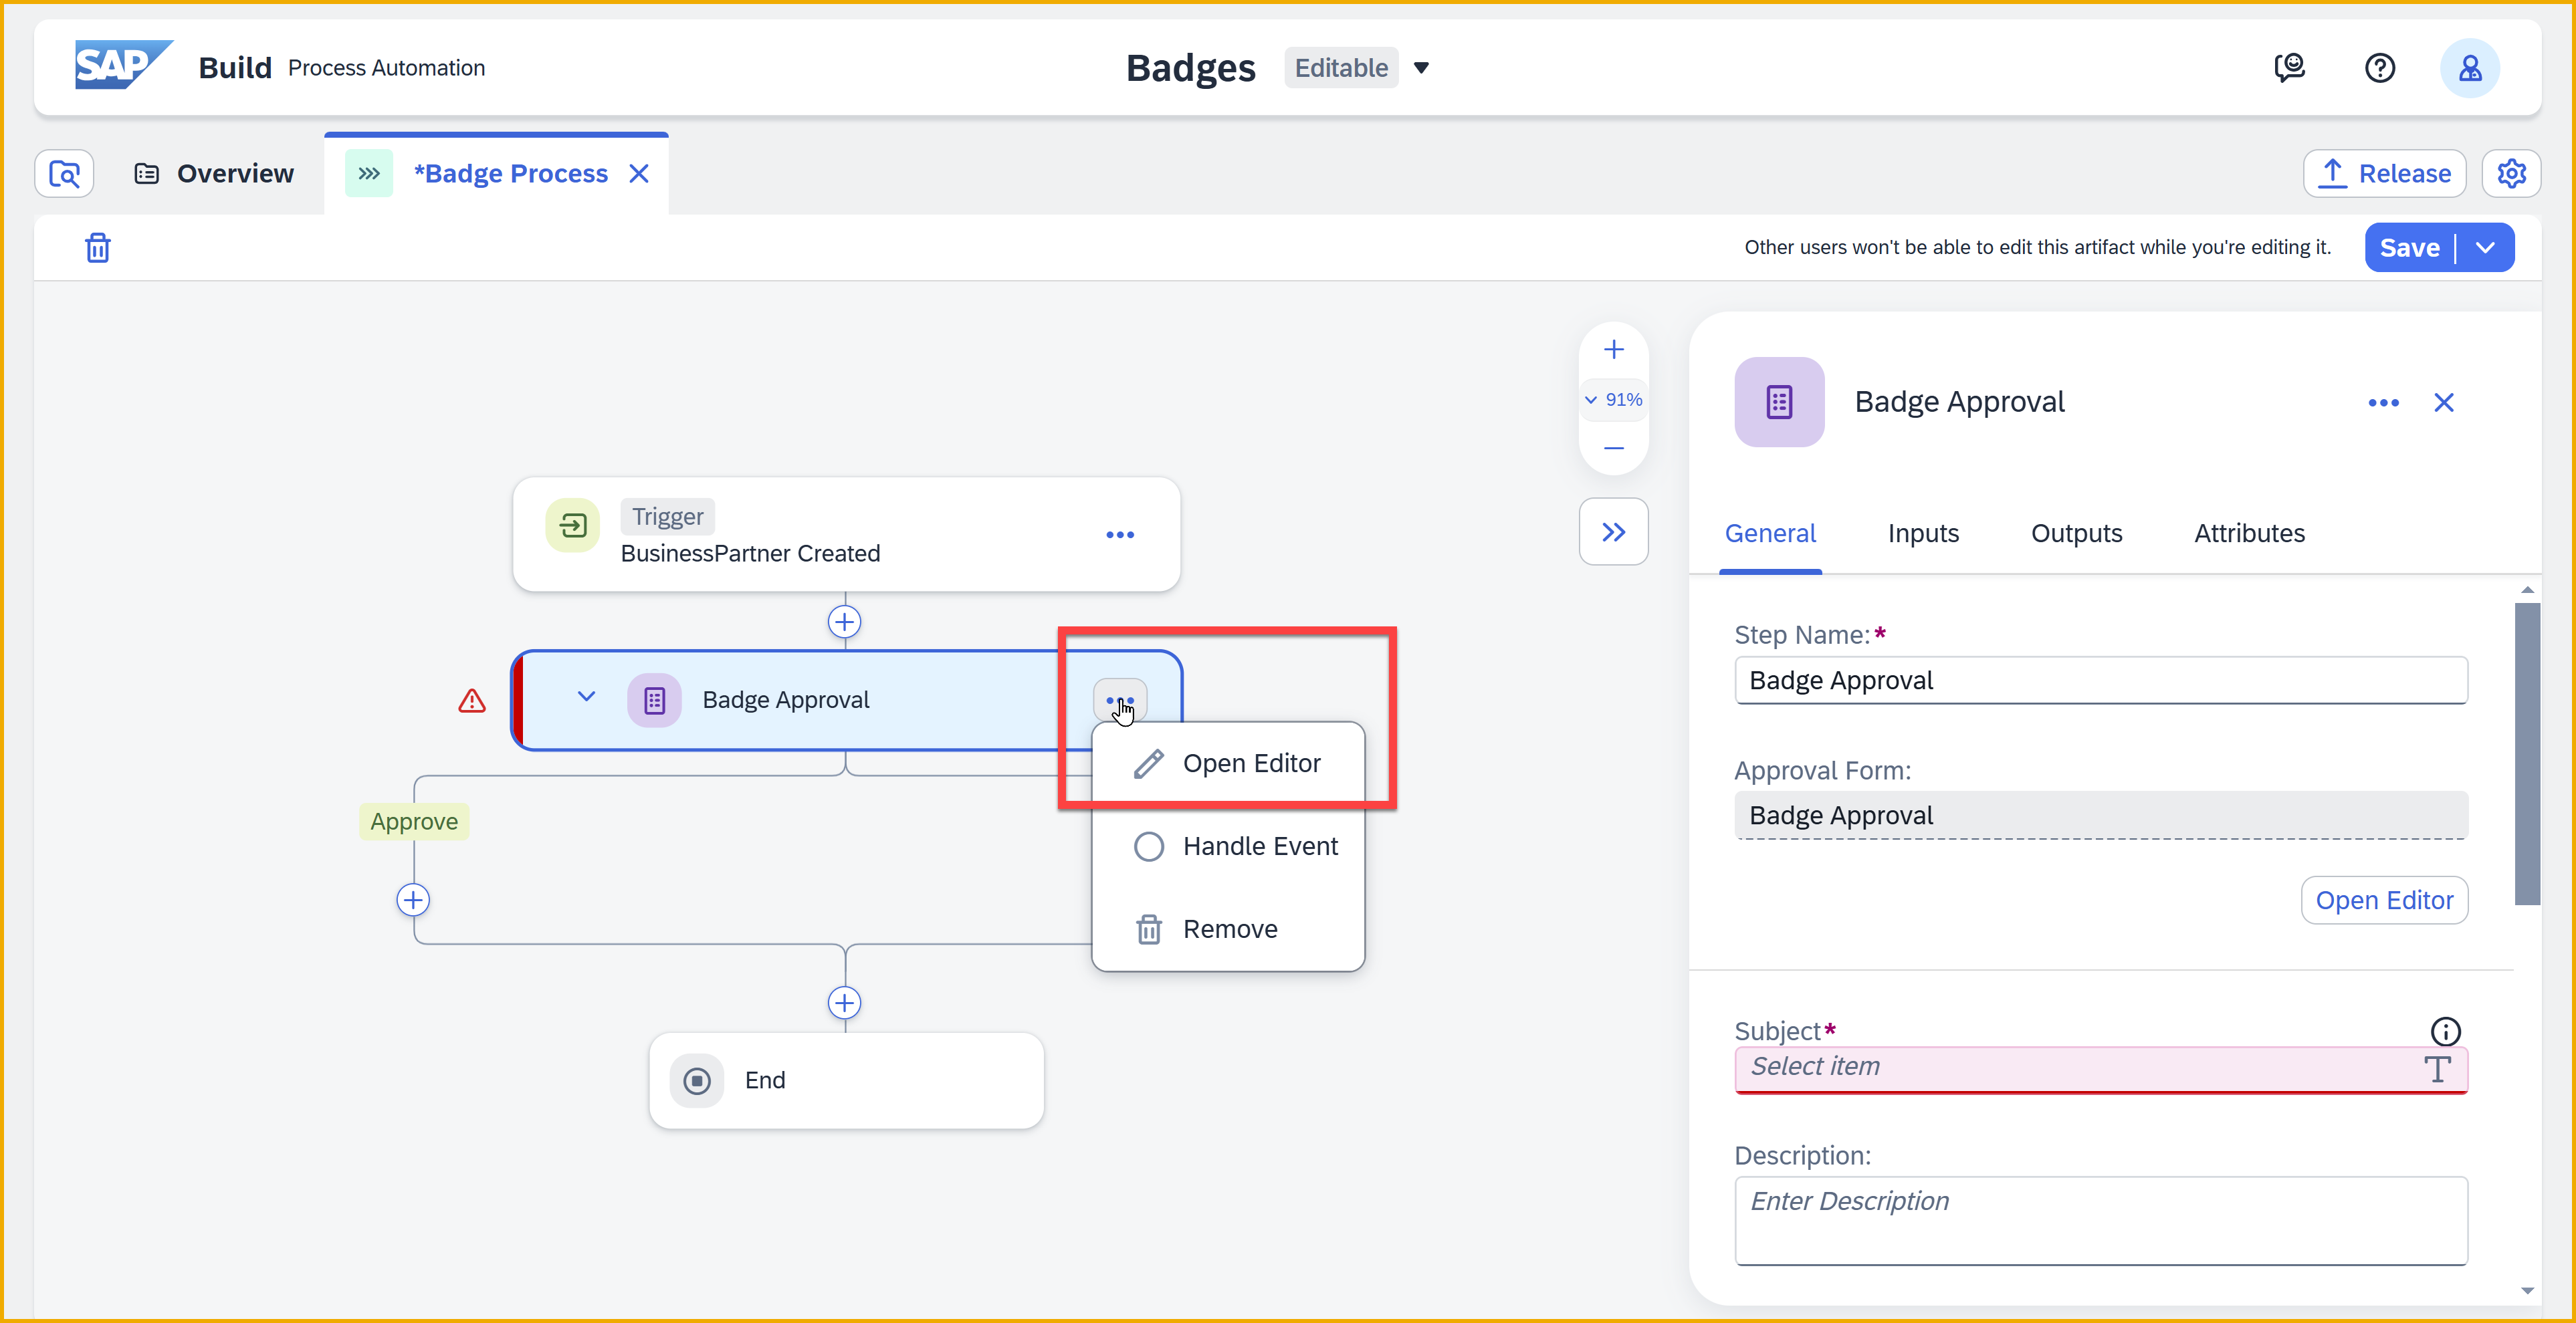 SAP Build Process Automation
Badges Editable
Overview
*Badge Process
Release
Other users won't be able to edit this artifact while you're editing it.
Save
91%
Trigger
BusinessPartner Created
Badge Approval
Open Editor
Handle Event
Remove
Approve
End
Badge Approval
General Inputs Outputs Attributes
Step Name:*
Badge Approval
Approval Form:
Badge Approval
Open Editor
Subject*
Select item
Description:
Enter Description